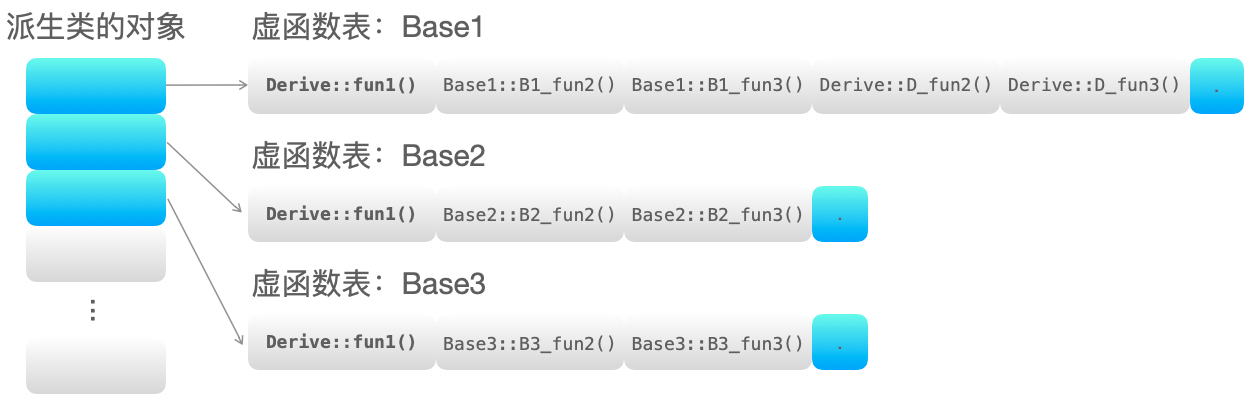 派生类的对象
虚函数表：Base1
Derive::fun1() Base1::B1_fun2() Base1::B1_fun3() Derive::D_fun2() Derive::D_fun3() .
虚函数表：Base2
Derive::fun1() Base2::B2_fun2() Base2::B2_fun3() .
虚函数表：Base3
⋮
Derive::fun1() Base3::B3_fun2() Base3::B3_fun3() .